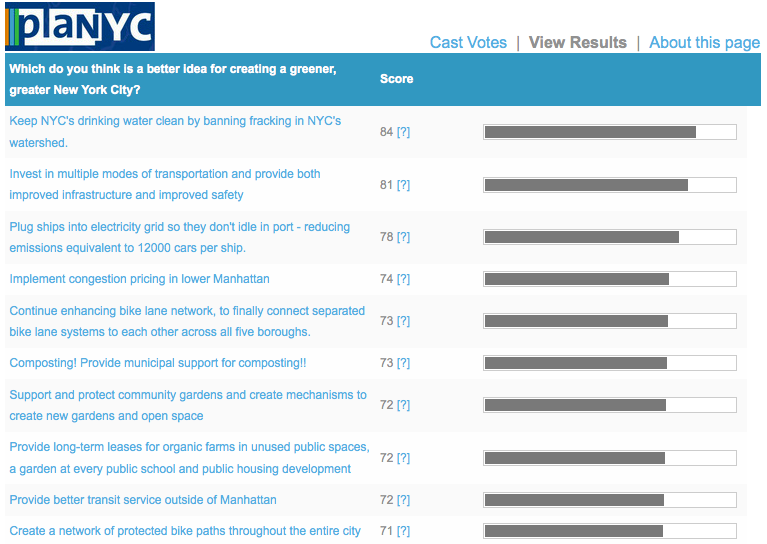 plaNYC
Cast Votes | View Results | About this page
Which do you think is a better idea for creating a greener,
greater New York City?
Score
Keep NYC's drinking water clean by banning fracking in NYC's
watershed.
84 [?]
Invest in multiple modes of transportation and provide both
improved infrastructure and improved safety
81 [?]
Plug ships into electricity grid so they don't idle in port - reducing
emissions equivalent to 12000 cars per ship.
78 [?]
Implement congestion pricing in lower Manhattan
74 [?]
Continue enhancing bike lane network, to finally connect separated
bike lane systems to each other across all five boroughs.
73 [?]
Composting! Provide municipal support for composting!!
73 [?]
Support and protect community gardens and create mechanisms to
create new gardens and open space
72 [?]
Provide long-term leases for organic farms in unused public spaces,
a garden at every public school and public housing development
72 [?]
Provide better transit service outside of Manhattan
72 [?]
Create a network of protected bike paths throughout the entire city
71 [?]